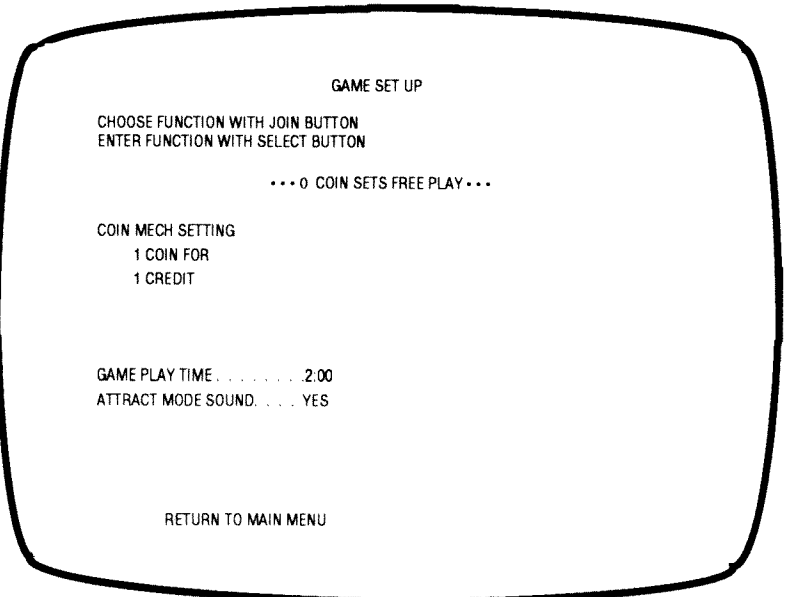 GAME SET UP
CHOOSE FUNCTION WITH JOIN BUTTON
ENTER FUNCTION WITH SELECT BUTTON
• • • 0 COIN SETS FREE PLAY • • •
COIN MECH SETTING
1 COIN FOR
1 CREDIT
GAME PLAY TIME . . . . . . . . 2:00
ATTRACT MODE SOUND. . . . YES
RETURN TO MAIN MENU